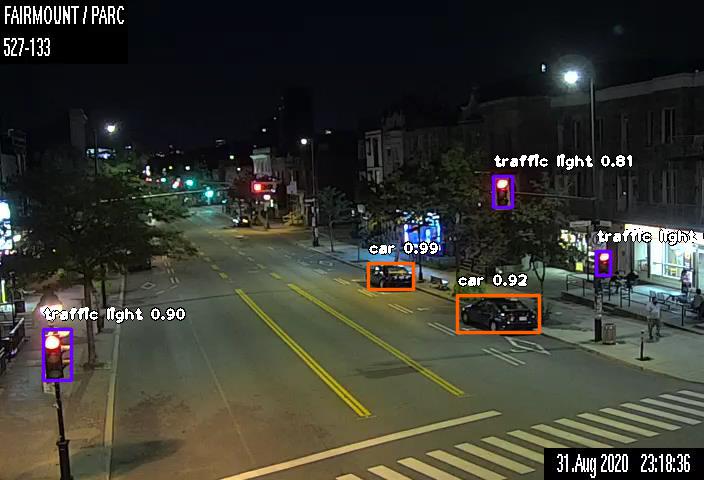 FAIRMOUNT / PARC
527-133
traffic light 0.81
traffic light
car 0.99
car 0.92
traffic light 0.90
31.Aug 2020 23:18:36